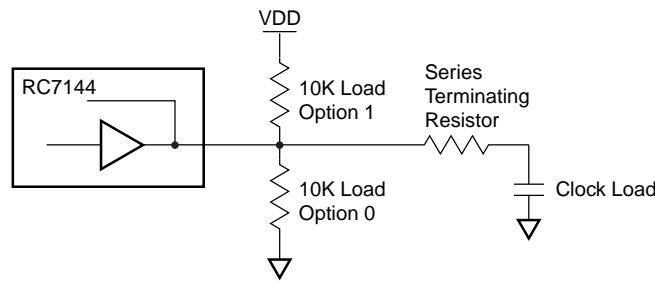 VDD
RC7144
10K Load
Option 1
Series
Terminating
Resistor
10K Load
Option 0
Clock Load